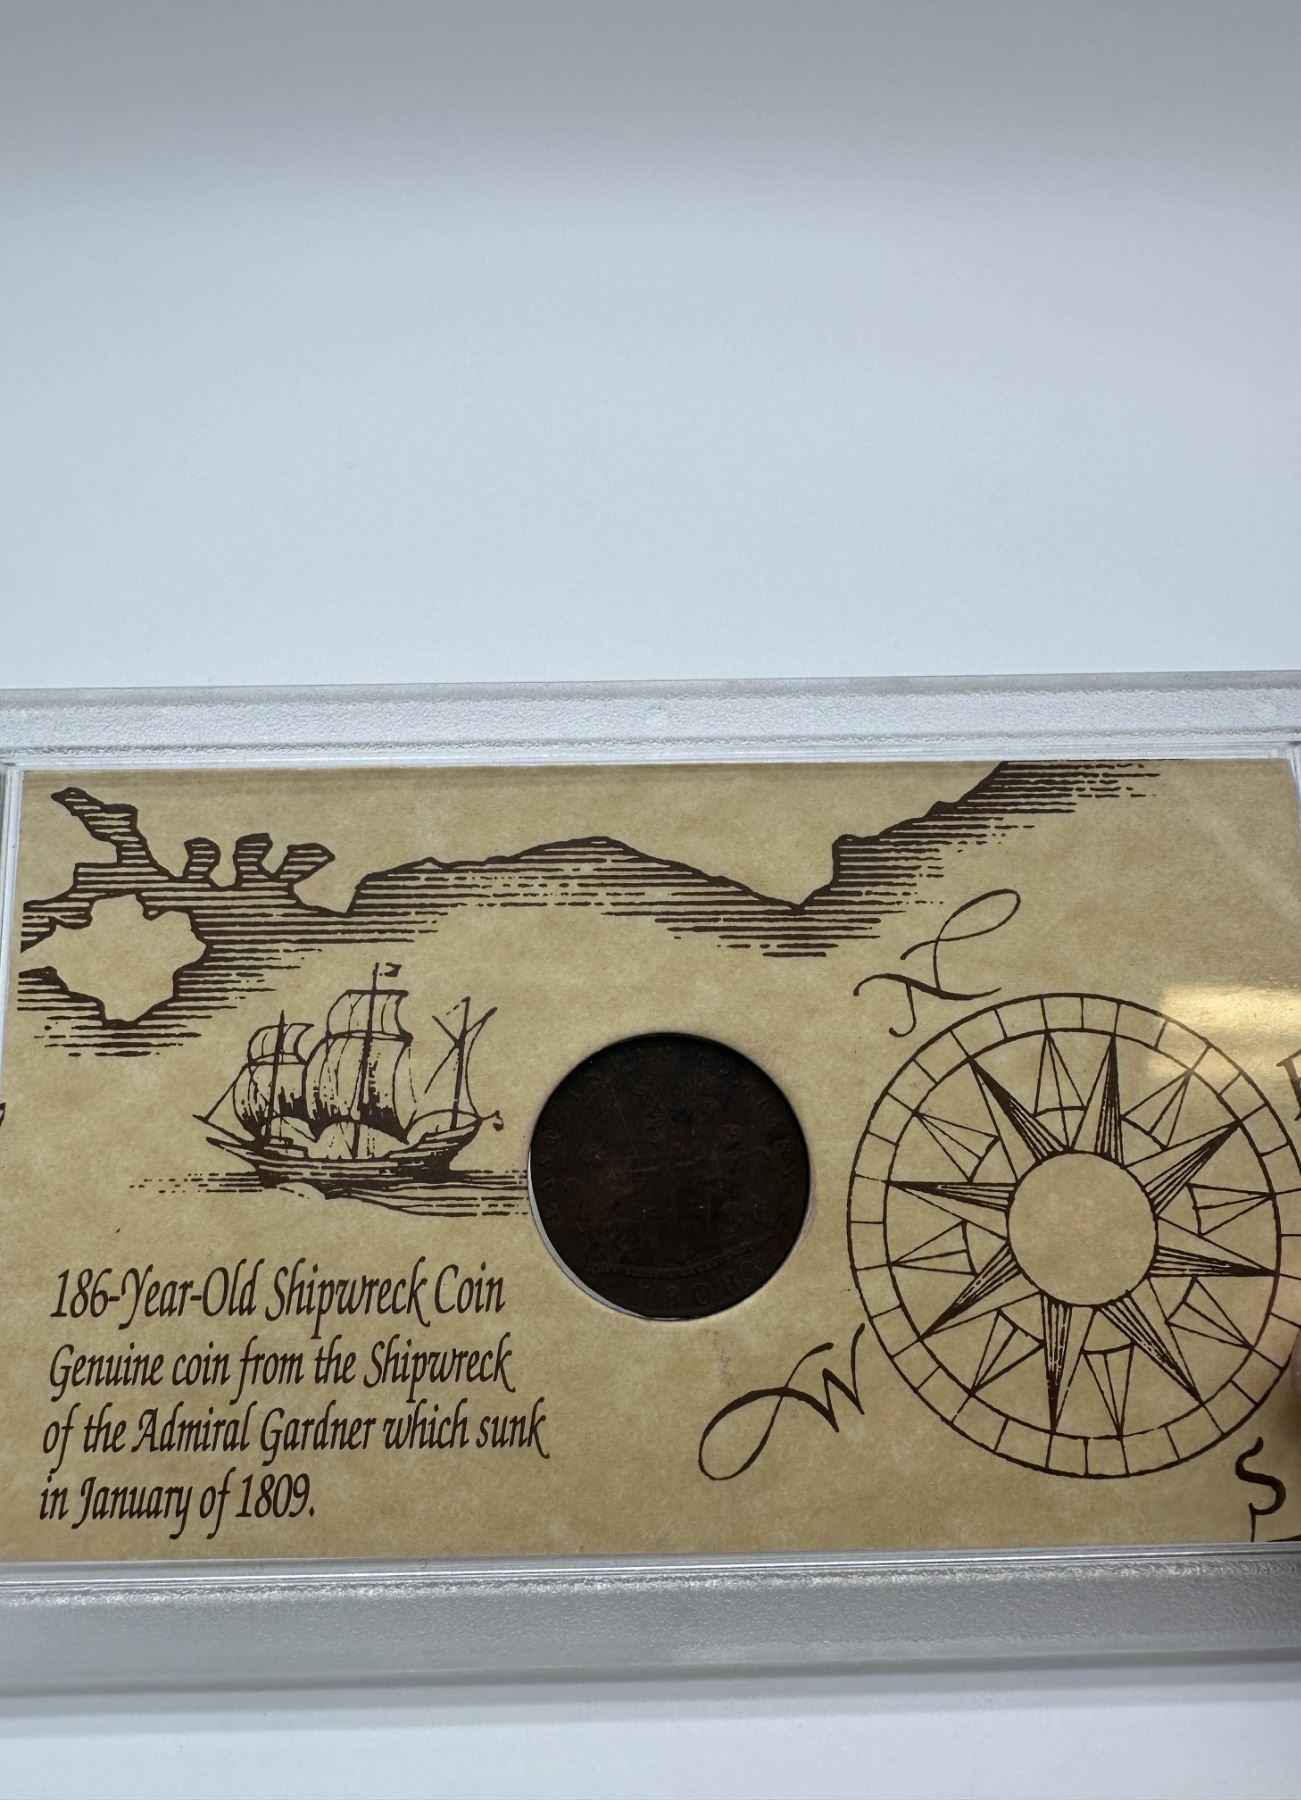 N
186-Year-Old Shipwreck Coin
Genuine coin from the Shipwreck
of the Admiral Gardner which sunk
in January of 1809.
W
S